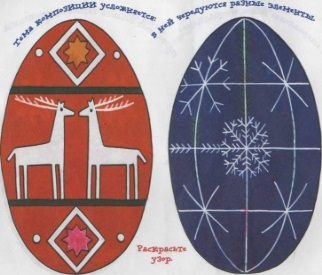 Тема композиции усложняется:
в ней чередуются разные элементы.
Раскрасьте
узор.